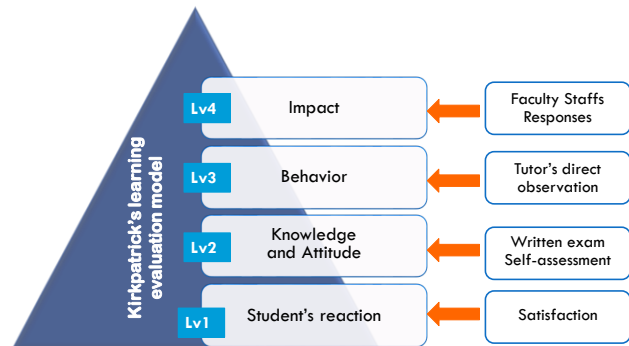 Kirkpatrick's learning
evaluation model
Lv4
Impact
Faculty Staffs
Responses
Lv3
Behavior
Tutor's direct
observation
Lv2
Knowledge
and Attitude
Written exam
Self-assessment
Lv1
Student's reaction
Satisfaction